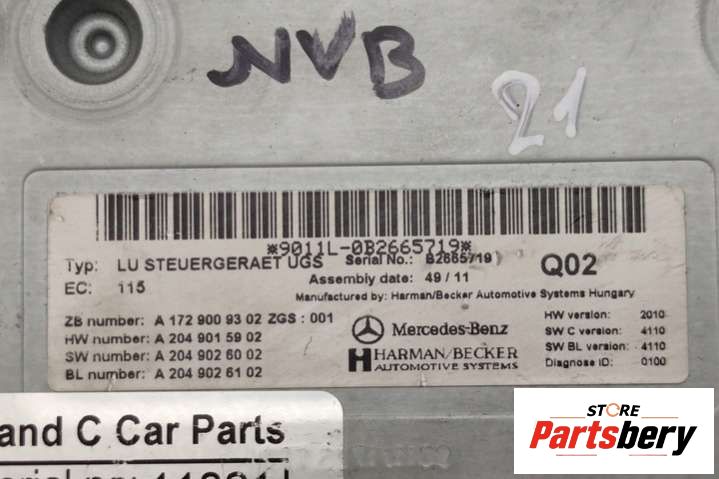 NVB
21
*9011L-0B2665719*
Typ: LU STEUERGERAET UGS Serial No.: B2665719
Q02
EC: 115
Assembly date: 49/11
Manufactured by: Harman/Becker Automotive Systems Hungary
ZB number: A 172 900 93 02 ZGS : 001
HW number: A 204 901 59 02
SW number: A 204 902 60 02
BL number: A 204 902 61 02
Mercedes-Benz
HARMAN/BECKER
AUTOMOTIVE SYSTEMS
HW version: 2010
SW C version: 4110
SW BL version: 4110
Diagnose ID: 0100
and C Car Parts
STORE
Partsbery